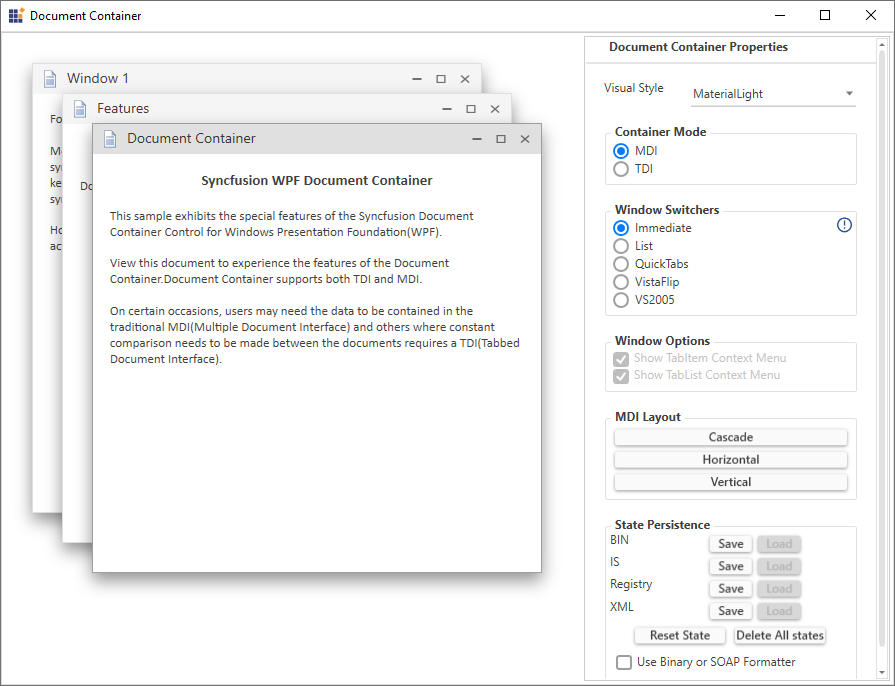 Document Container
Window 1
Fo
Features
Do
Document Container
Syncfusion WPF Document Container
This sample exhibits the special features of the Syncfusion Document
Container Control for Windows Presentation Foundation(WPF).
View this document to experience the features of the Document
Container.Document Container supports both TDI and MDI.
On certain occasions, users may need the data to be contained in the
traditional MDI(Multiple Document Interface) and others where constant
comparison needs to be made between the documents requires a TDI(Tabbed
Document Interface).
Document Container Properties
Visual Style
MaterialLight
Container Mode
MDI
TDI
Window Switchers
Immediate
List
QuickTabs
VistaFlip
VS2005
Window Options
Show TabItem Context Menu
Show TabList Context Menu
MDI Layout
Cascade
Horizontal
Vertical
State Persistence
BIN Save Load
IS Save Load
Registry Save Load
XML Save Load
Reset State Delete All states
Use Binary or SOAP Formatter